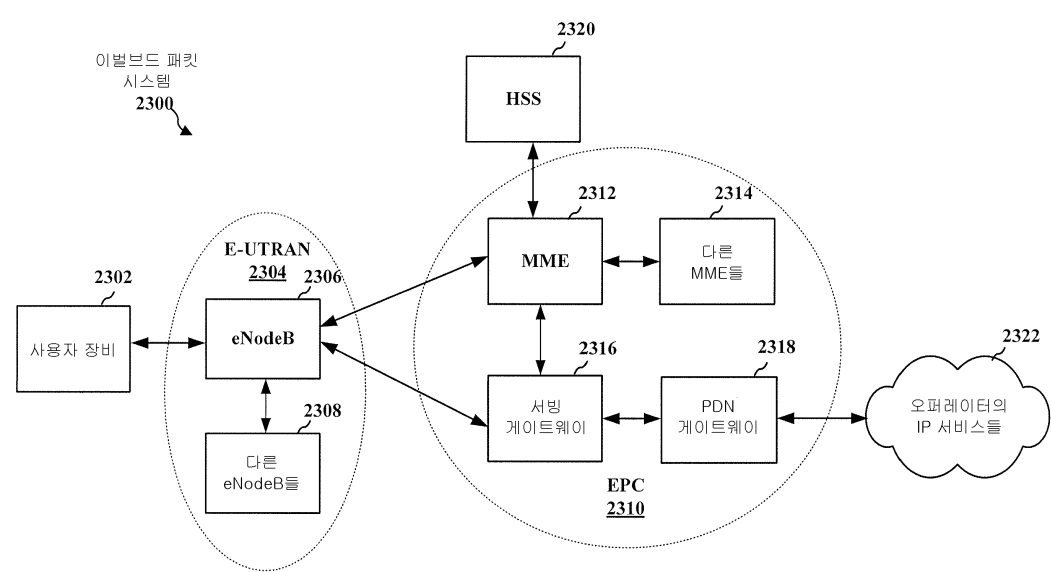 이벌브드 패킷
시스템
2300
2320
HSS
2312
MME
2314
다른
MME들
E-UTRAN
2304
2306
eNodeB
2302
사용자 장비
2308
다른
eNodeB들
2316
서빙
게이트웨이
2318
PDN
게이트웨이
2322
오퍼레이터의
IP 서비스들
EPC
2310